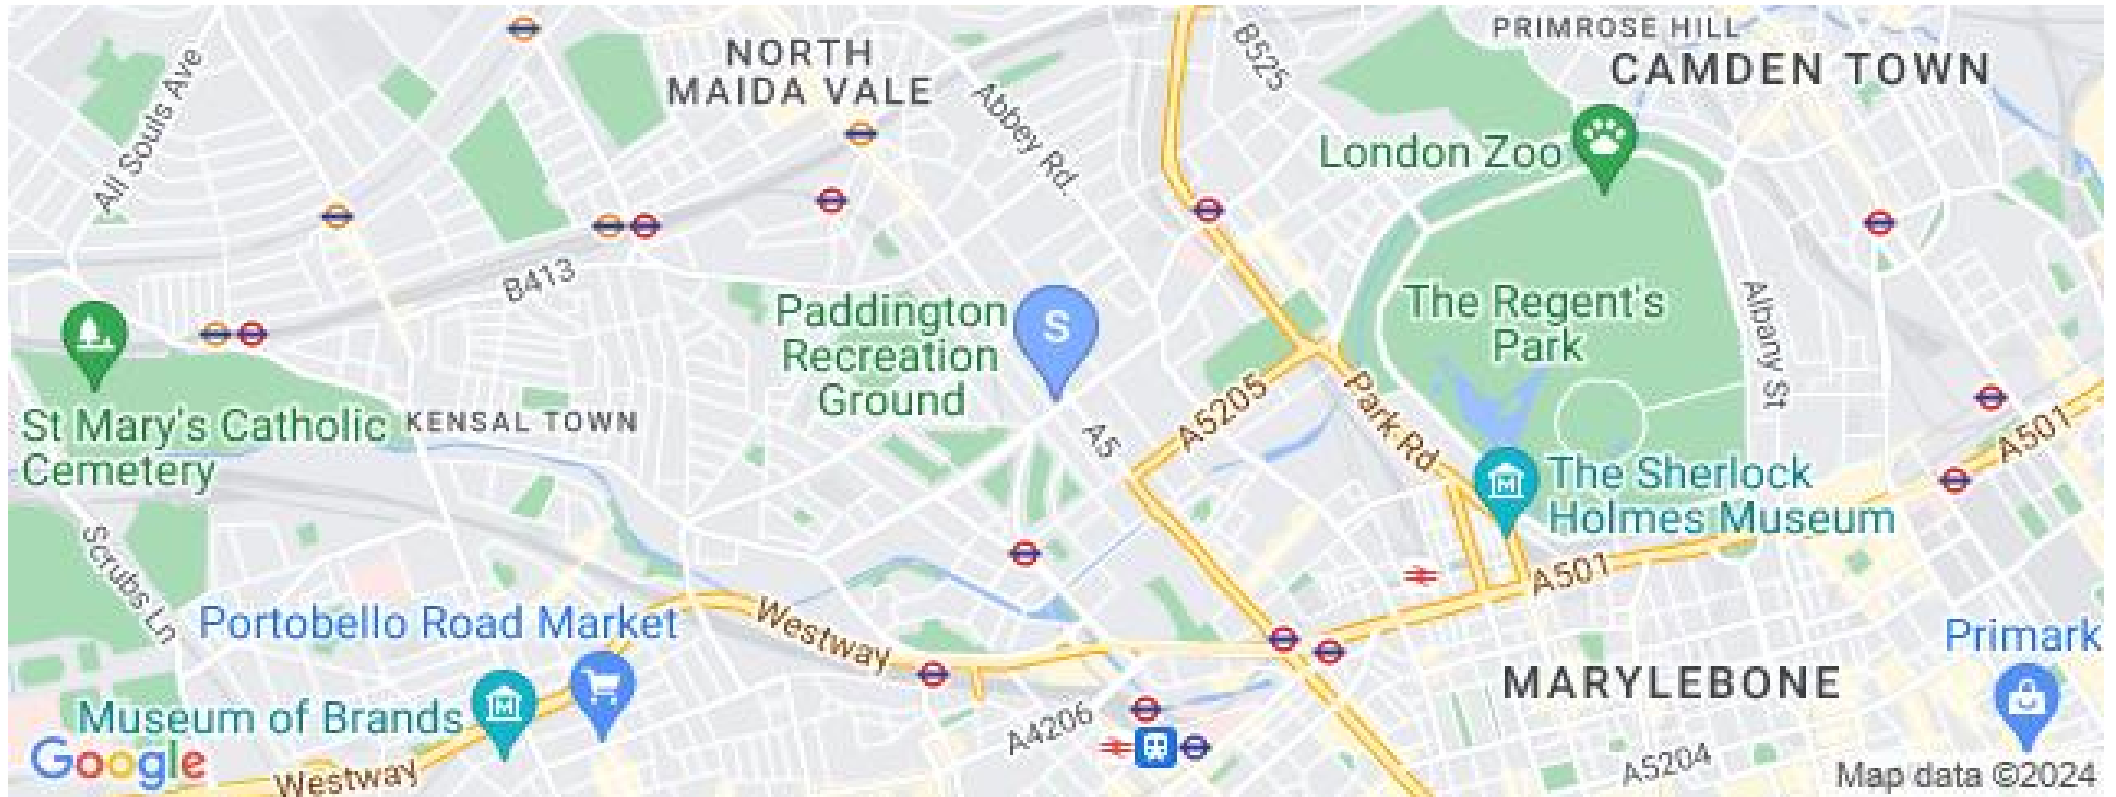 PRIMROSE HILL
CAMDEN TOWN
NORTH
MAIDA VALE
B525
All Souls Ave
Abbey Rd.
London Zoo
B413
Paddington
Recreation
Ground
S
The Regent's
Park
Albany St
St Mary's Catholic
Cemetery
KENSAL TOWN
A5
A5205
Park Rd
A501
The Sherlock
Holmes Museum
Scrubs Ln
A501
Portobello Road Market
Westway
Primark
MARYLEBONE
Museum of Brands
A4206
Google
Westway
A5204
Map data ©2024